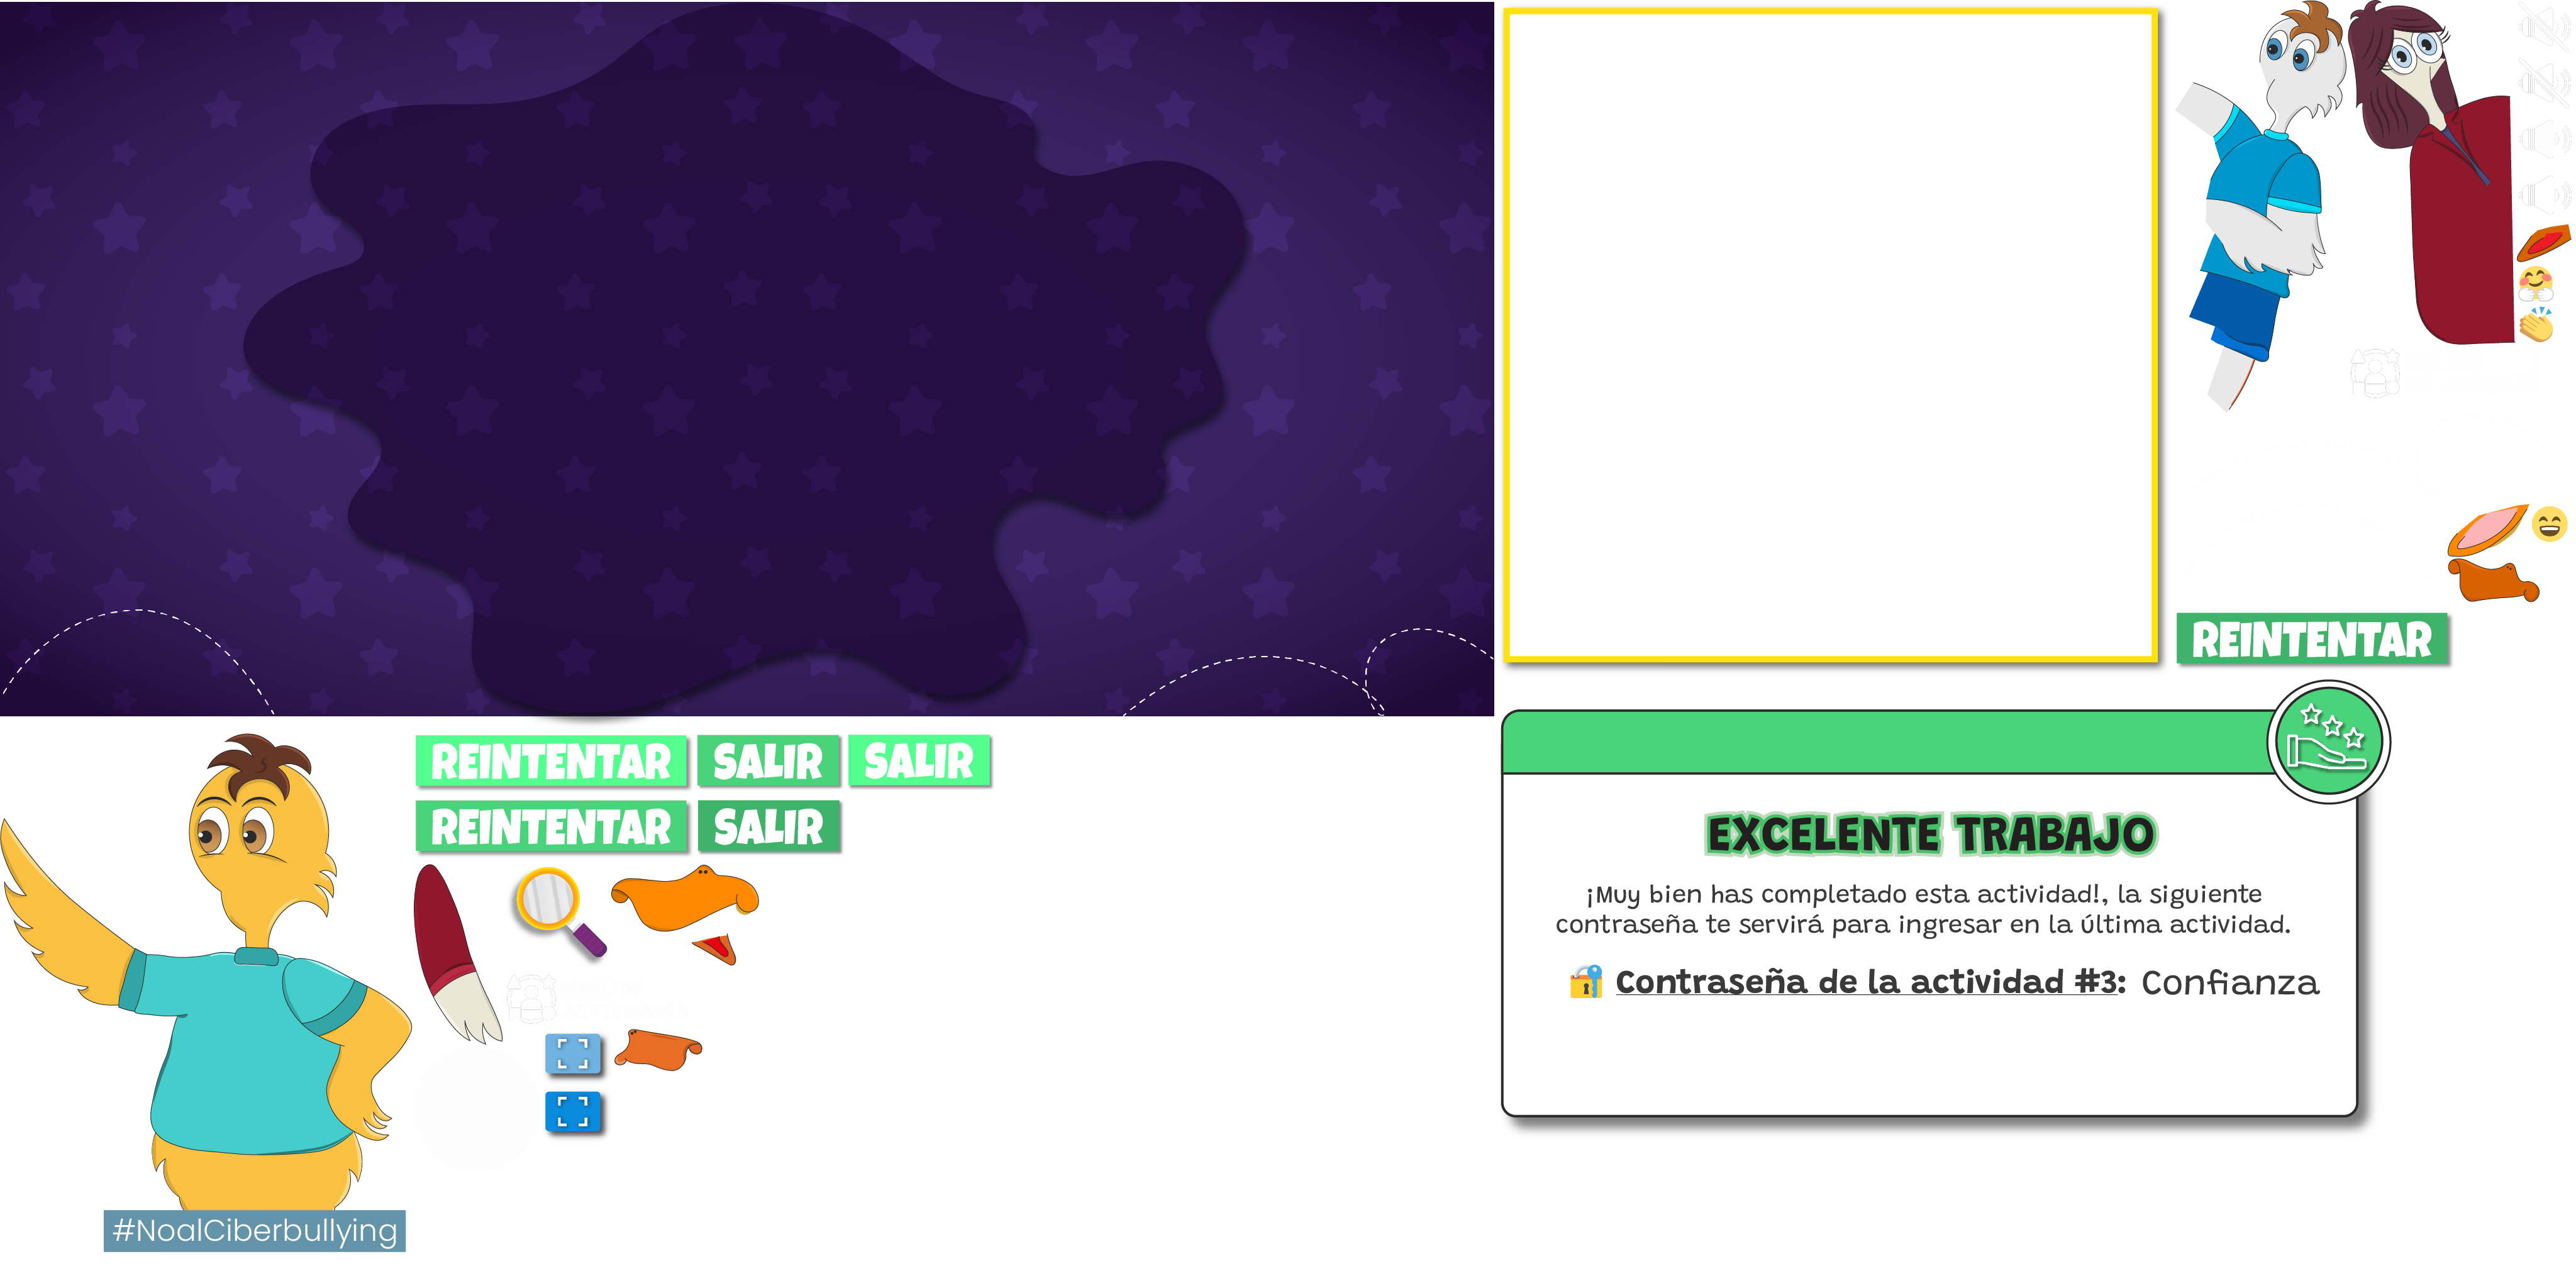 REINTENTAR
REINTENTAR SALIR SALIR
REINTENTAR SALIR
EXCELENTE TRABAJO
¡Muy bien has completado esta actividad!, la siguiente
contraseña te servirá para ingresar en la última actividad.
Contraseña de la actividad #3: Confianza
#NoalCiberbullying